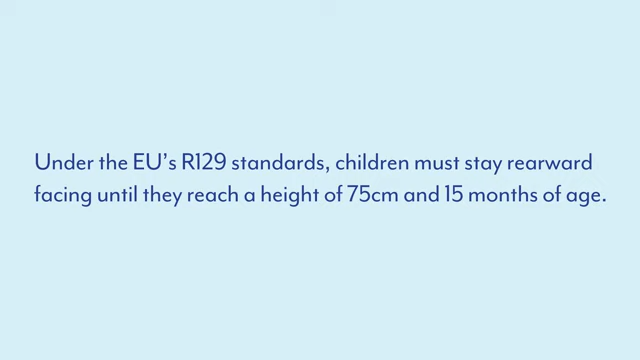 Under the EU’s R129 standards, children must stay rearward
facing until they reach a height of 75cm and 15 months of age.